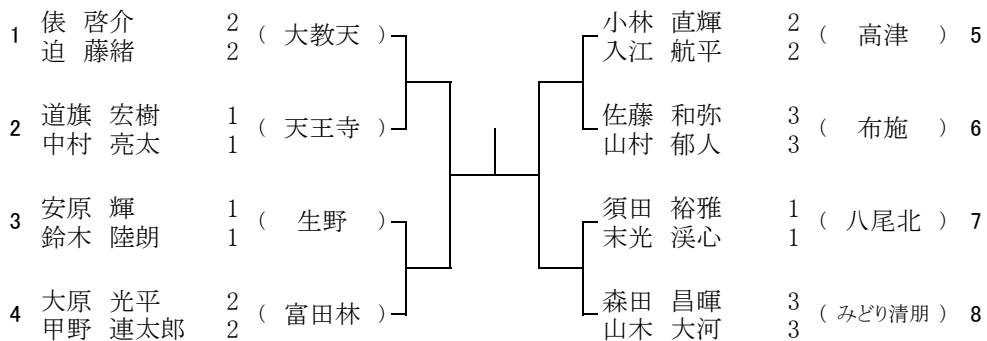 1 俵 啓介 2 ( 大教天 )
迫 藤緒 2
2 道旗 宏樹 1 ( 天王寺 )
中村 亮太 1
3 安原 輝 1 ( 生野 )
鈴木 陸朗 1
4 大原 光平 2 ( 富田林 )
甲野 連太郎 2
小林 直輝 2 ( 高津 ) 5
入江 航平 2
佐藤 和弥 3 ( 布施 ) 6
山村 郁人 3
須田 裕雅 1 ( 八尾北 ) 7
末光 渓心 1
森田 昌暉 3 ( みどり清朋 ) 8
山木 大河 3